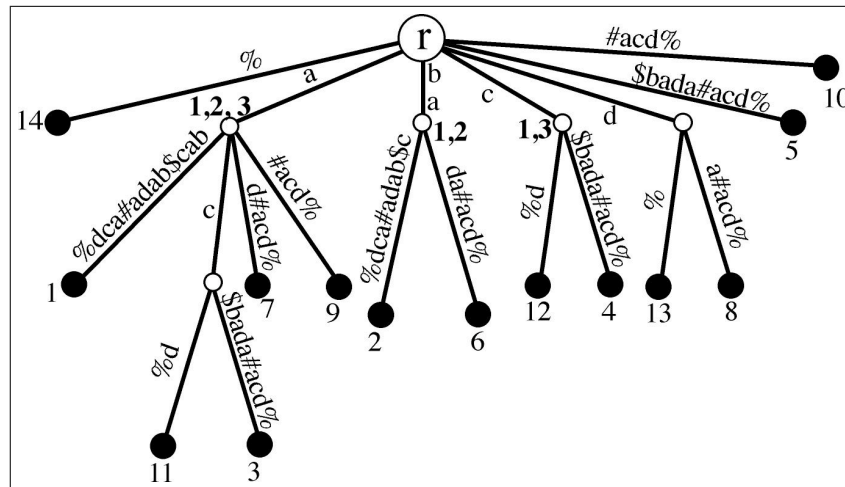 r
#acd%
%
a
b
c
d
$bada#acd%
10
14
1,2, 3
a
1,2
1,3
5
%dca#adab$cab
c
d#acd%
#acd%
%dca#adab$c
da#acd%
%d
$bada#acd%
%
a#acd%
1
7
9
2
6
12
4
13
8
%d
$bada#acd%
11
3